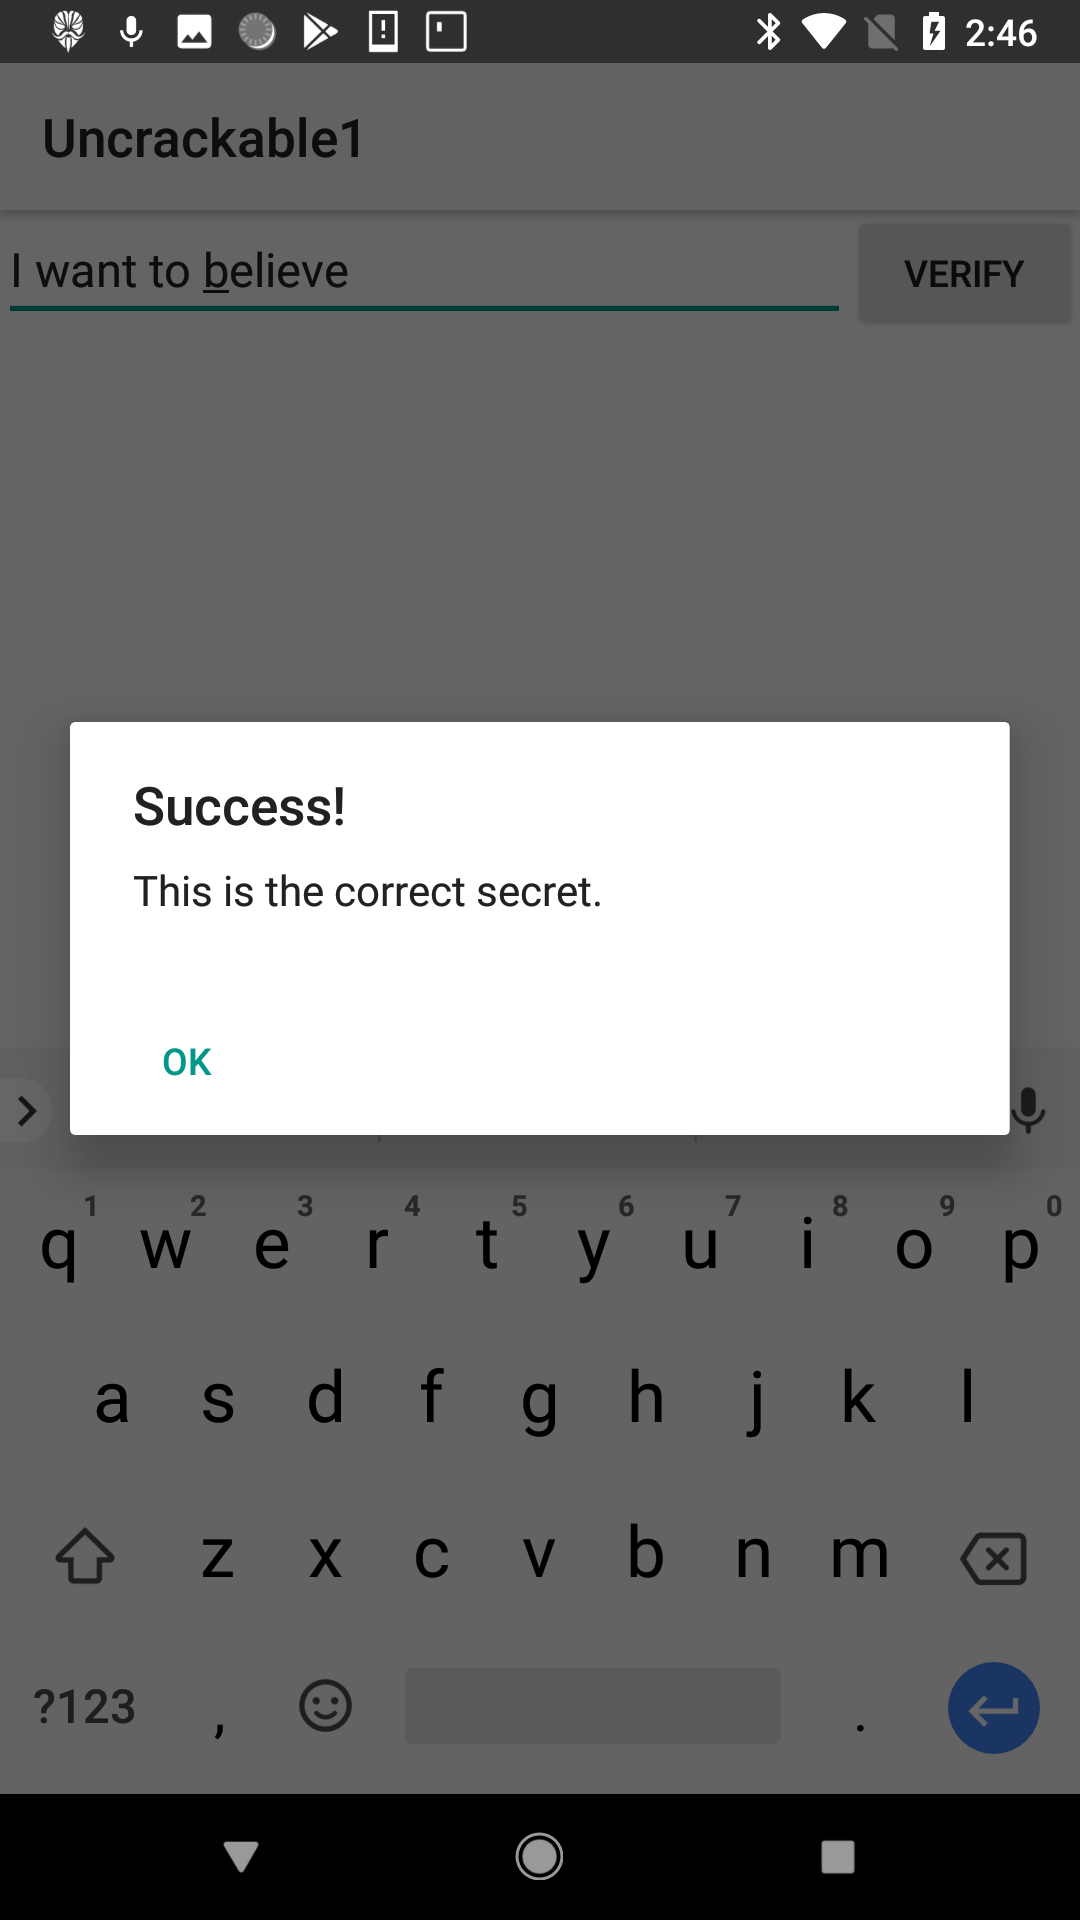 2:46
Uncrackable1
I want to believe
VERIFY
Success!
This is the correct secret.
OK
1 2 3 4 5 6 7 8 9 0
q w e r t y u i o p
a s d f g h j k l
z x c v b n m
?123 , .